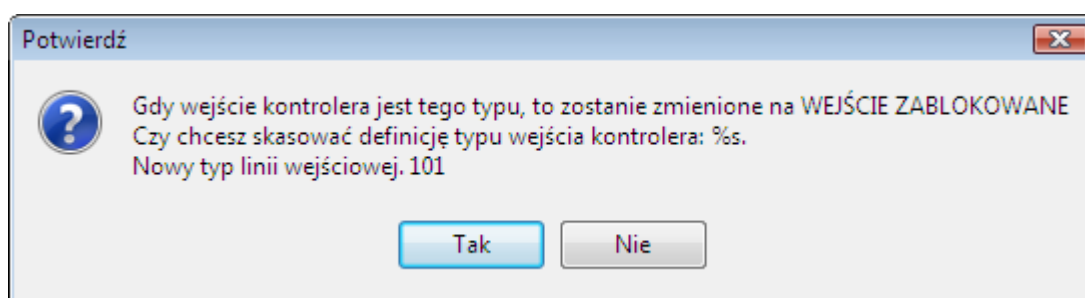 Potwierdź
Gdy wejście kontrolera jest tego typu, to zostanie zmienione na WEJŚCIE ZABLOKOWANE
Czy chcesz skasować definicję typu wejścia kontrolera: %s.
Nowy typ linii wejściowej. 101
Tak
Nie